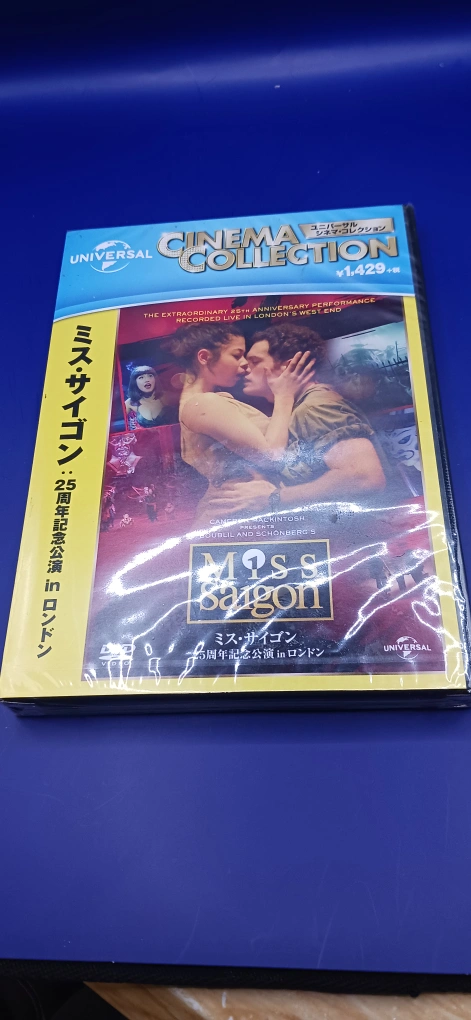 UNIVERSAL
CINEMA
COLLECTION
ユニバーサル
シネマ・コレクション
¥1,429+税
ミス・サイゴン：25周年記念公演 in ロンドン
THE EXTRAORDINARY 25TH ANNIVERSARY PERFORMANCE
RECORDED LIVE IN LONDON'S WEST END
CAMERON MACKINTOSH
PRESENTS
BOUBLIL AND SCHÖNBERG'S
Miss
Saigon
ミス・サイゴン
25周年記念公演 in ロンドン
DVD
VIDEO
UNIVERSAL